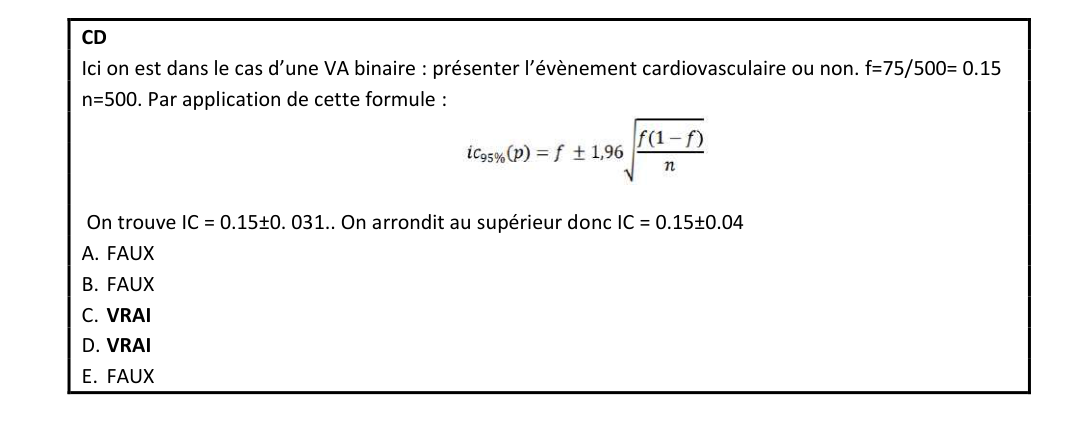 CD
Ici on est dans le cas d’une VA binaire : présenter l’évènement cardiovasculaire ou non. f=75/500= 0.15
n=500. Par application de cette formule :
ic95%(p) = f ± 1,96 √(f(1 − f)/n)
On trouve IC = 0.15±0. 031.. On arrondit au supérieur donc IC = 0.15±0.04
A. FAUX
B. FAUX
C. VRAI
D. VRAI
E. FAUX